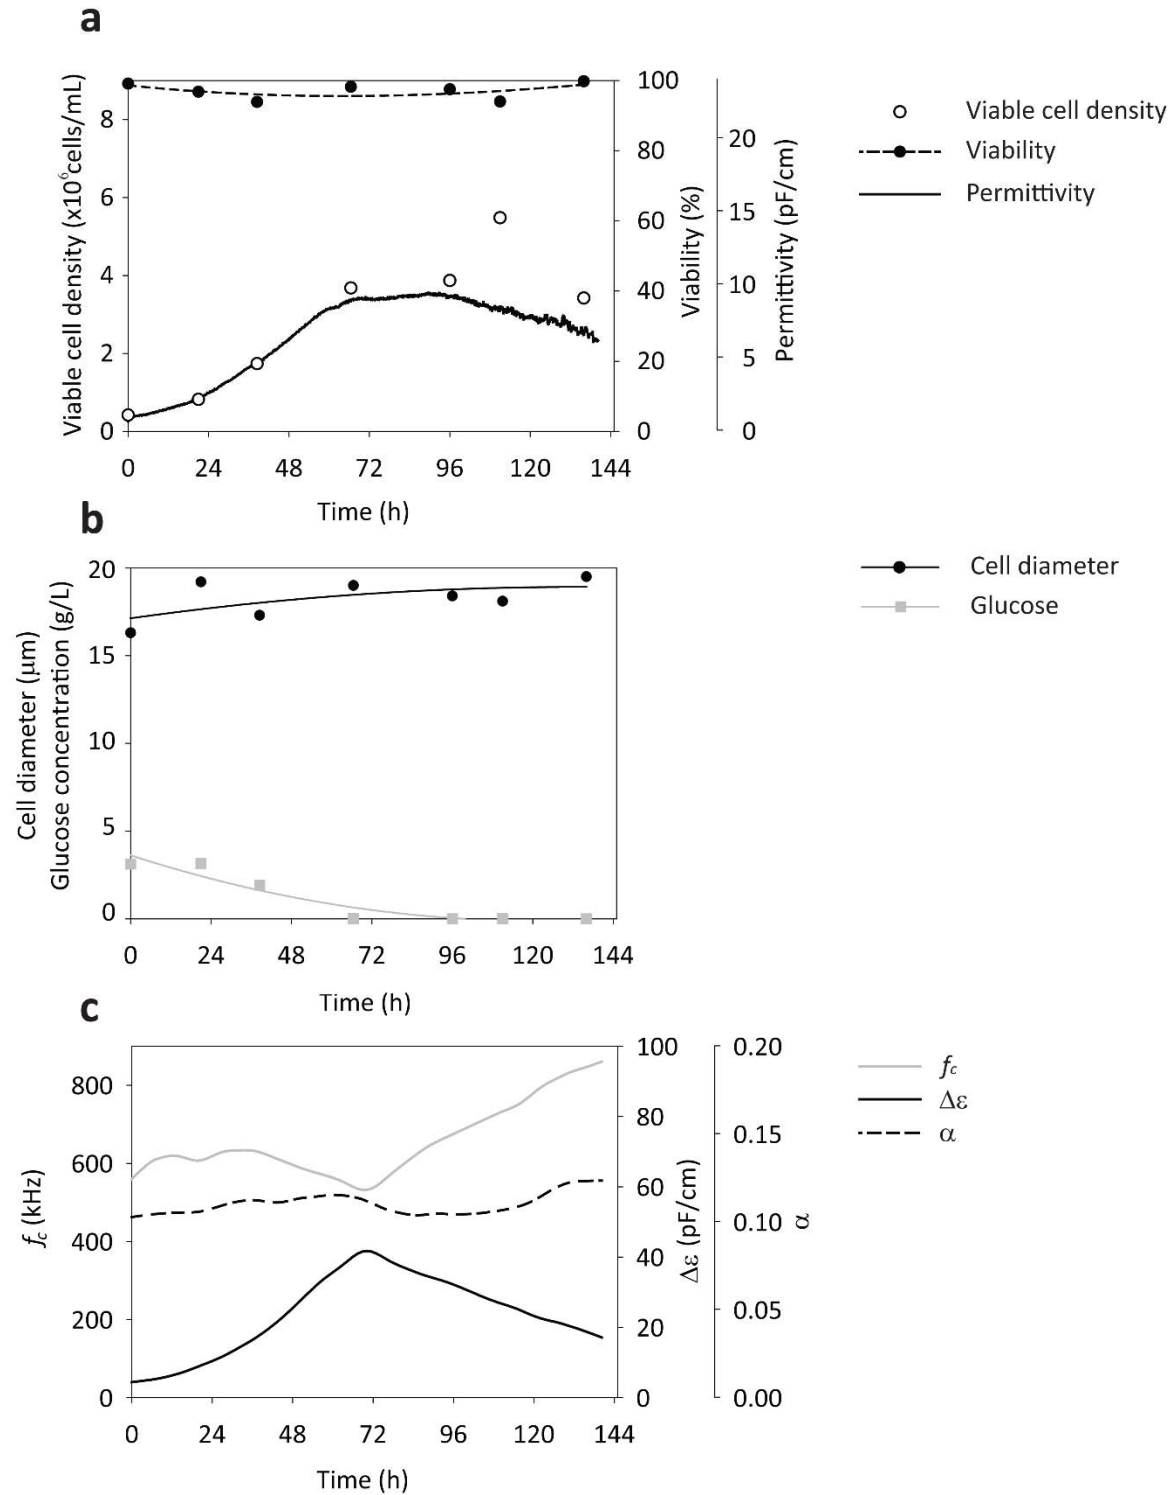 a
Viable cell density (x10⁶cells/mL)
8
6
4
2
0
100
80
60
40
20
0
Viability (%)
20
15
10
5
0
Permittivity (pF/cm)
0 24 48 72 96 120 144
Time (h)
Viable cell density
Viability
Permittivity
b
Cell diameter (μm)
Glucose concentration (g/L)
20
15
10
5
0
0 24 48 72 96 120 144
Time (h)
Cell diameter
Glucose
c
fc (kHz)
800
600
400
200
0
100
80
60
40
20
0
Δε (pF/cm)
0.20
0.15
0.10
0.05
0.00
α
0 24 48 72 96 120 144
Time (h)
fc
Δε
α